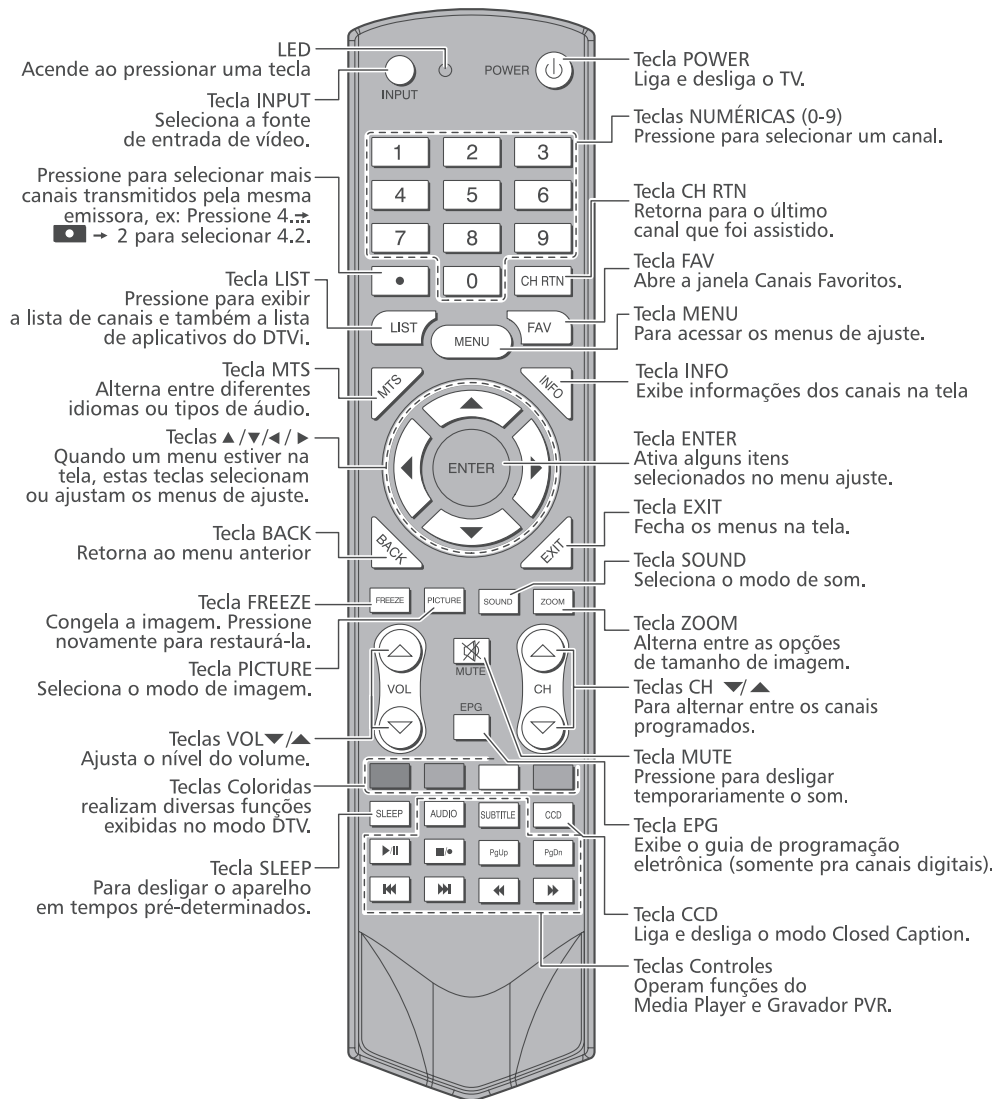 LED
Acende ao pressionar uma tecla
Tecla INPUT
Seleciona a fonte
de entrada de vídeo.
Pressione para selecionar mais
canais transmitidos pela mesma
emissora, ex: Pressione 4.→
• → 2 para selecionar 4.2.
Tecla LIST
Pressione para exibir
a lista de canais e também a lista
de aplicativos do DTVi.
Tecla MTS
Alterna entre diferentes
idiomas ou tipos de áudio.
Teclas ▲/▼/◀/▶
Quando um menu estiver na
tela, estas teclas selecionam
ou ajustam os menus de ajuste.
Tecla BACK
Retorna ao menu anterior
Tecla FREEZE
Congela a imagem. Pressione
novamente para restaurá-la.
Tecla PICTURE
Seleciona o modo de imagem.
Teclas VOL▼/▲
Ajusta o nível do volume.
Teclas Coloridas
realizam diversas funções
exibidas no modo DTV.
Tecla SLEEP
Para desligar o aparelho
em tempos pré-determinados.
INPUT
POWER
1 2 3
4 5 6
7 8 9
• 0 CH RTN
LIST MENU FAV
MTS INFO
ENTER
BACK EXIT
FREEZE PICTURE SOUND ZOOM
VOL MUTE CH
EPG
SLEEP AUDIO SUBTITLE CCD
PgUp PgDn
Tecla POWER
Liga e desliga o TV.
Teclas NUMÉRICAS (0-9)
Pressione para selecionar um canal.
Tecla CH RTN
Retorna para o último
canal que foi assistido.
Tecla FAV
Abre a janela Canais Favoritos.
Tecla MENU
Para acessar os menus de ajuste.
Tecla INFO
Exibe informações dos canais na tela
Tecla ENTER
Ativa alguns itens
selecionados no menu ajuste.
Tecla EXIT
Fecha os menus na tela.
Tecla SOUND
Seleciona o modo de som.
Tecla ZOOM
Alterna entre as opções
de tamanho de imagem.
Teclas CH ▼/▲
Para alternar entre os canais
programados.
Tecla MUTE
Pressione para desligar
temporariamente o som.
Tecla EPG
Exibe o guia de programação
eletrônica (somente pra canais digitais).
Tecla CCD
Liga e desliga o modo Closed Caption.
Teclas Controles
Operam funções do
Media Player e Gravador PVR.